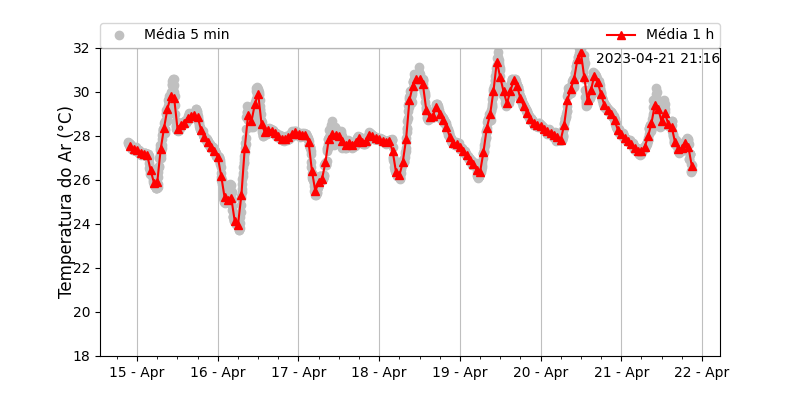 Média 5 min
Média 1 h
2023-04-21 21:16
Temperatura do Ar (°C)
32
30
28
26
24
22
20
18
15 - Apr
16 - Apr
17 - Apr
18 - Apr
19 - Apr
20 - Apr
21 - Apr
22 - Apr